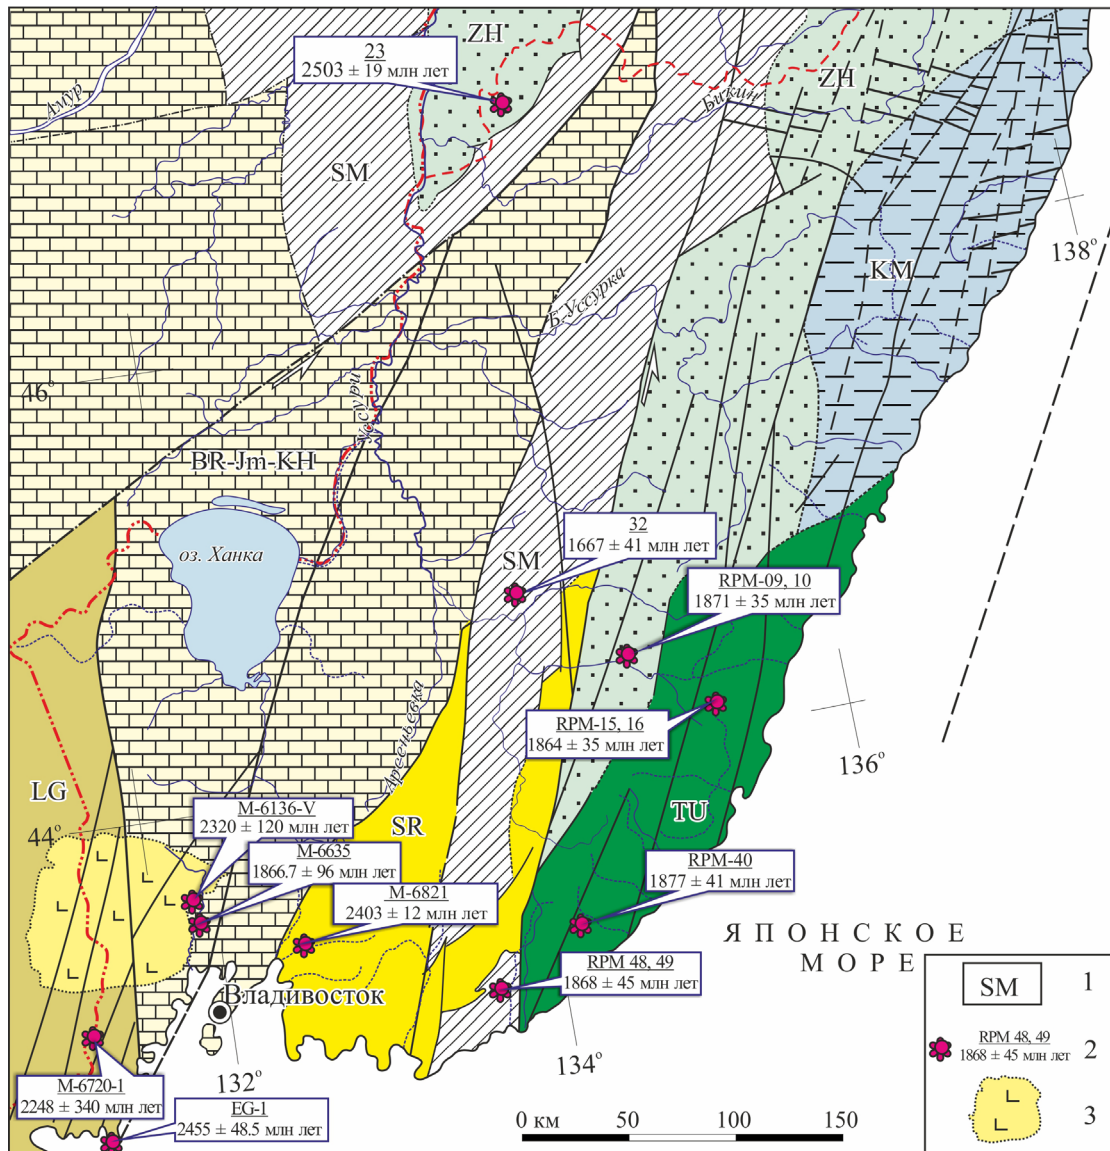 ZH
23
2503 ± 19 млн лет
ZH
Амур
Бикин
SM
138°
KM
Б.Уссурка
46°
Уссури
BR-Jm-KH
оз. Ханка
32
1667 ± 41 млн лет
SM
RPM-09, 10
1871 ± 35 млн лет
RPM-15, 16
1864 ± 35 млн лет
Арсеньевка
136°
LG
M-6136-V
2320 ± 120 млн лет
44°
SR
TU
M-6635
1866.7 ± 96 млн лет
RPM-40
1877 ± 41 млн лет
M-6821
2403 ± 12 млн лет
ЯПОНСКОЕ
МОРЕ
RPM 48, 49
1868 ± 45 млн лет
Владивосток
SM
1
RPM 48, 49
1868 ± 45 млн лет
2
3
134°
132°
M-6720-1
2248 ± 340 млн лет
EG-1
2455 ± 48.5 млн лет
0 км
50
100
150